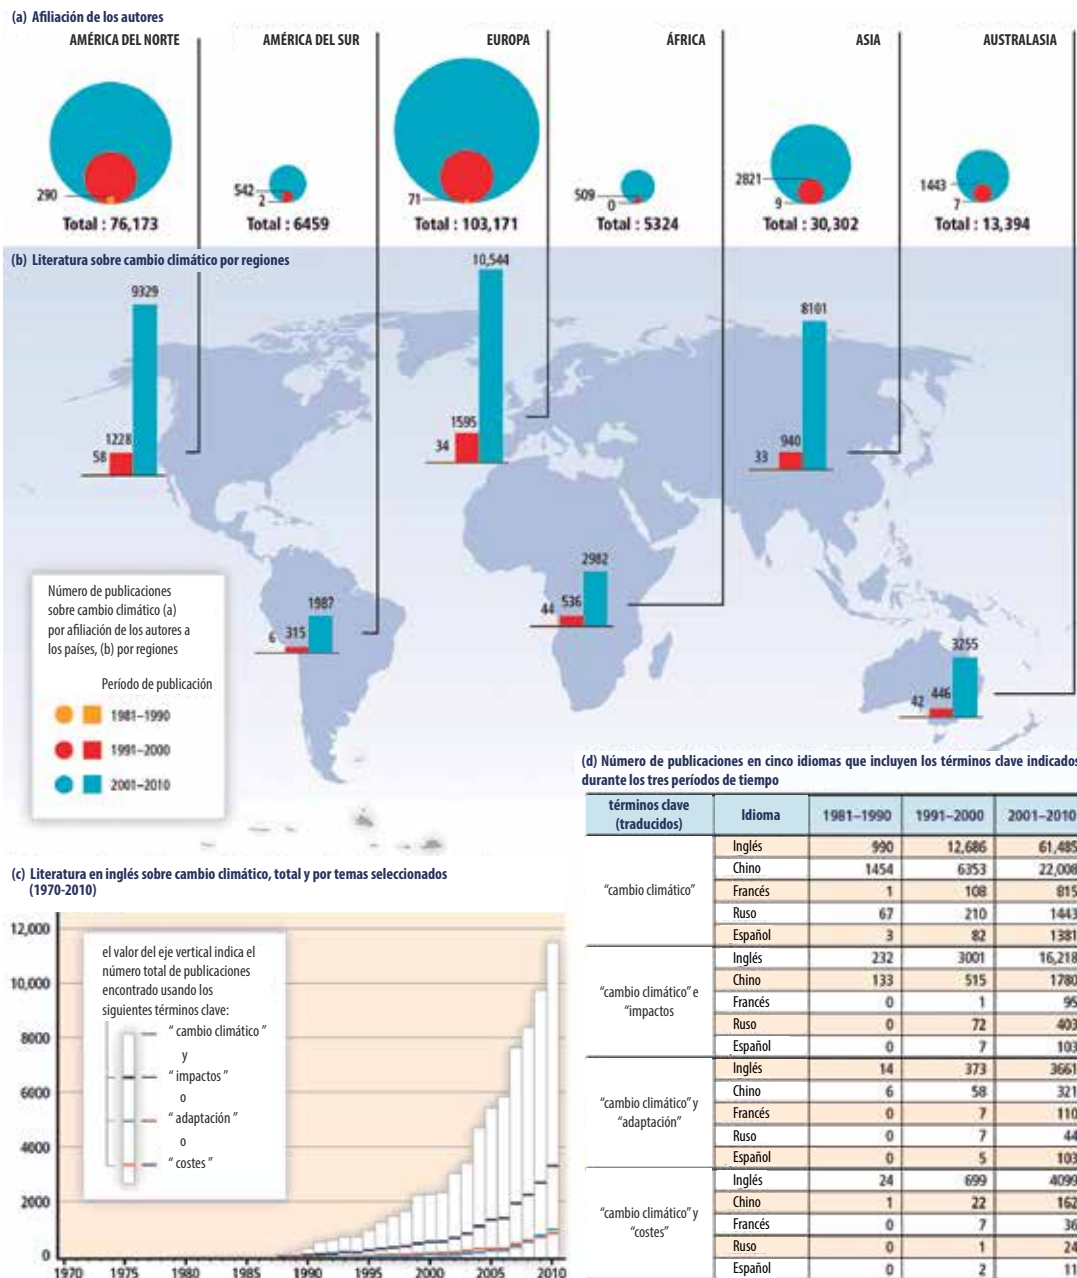 (a) Afiliación de los autores
AMÉRICA DEL NORTE
AMÉRICA DEL SUR
EUROPA
ÁFRICA
ASIA
AUSTRALASIA
290
Total : 76,173
542
2
Total : 6459
71
Total : 103,171
509
0
Total : 5324
2821
9
Total : 30,302
1443
7
Total : 13,394
(b) Literatura sobre cambio climático por regiones
58
1228
9329
34
1595
10,544
33
940
8101
6
315
44
536
2982
42
446
3255
Número de publicaciones
sobre cambio climático (a)
por afiliación de los autores a
los países, (b) por regiones
Período de publicación
1981–1990
1991–2000
2001–2010
(c) Literatura en inglés sobre cambio climático, total y por temas seleccionados
(1970-2010)
12,000
10,000
8000
6000
4000
2000
0
1970 1975 1980 1985 1990 1995 2000 2005 2010
el valor del eje vertical indica el
número total de publicaciones
encontrado usando los
siguientes términos clave:
“ cambio climático ”
y
“ impactos ”
o
“ adaptación ”
o
“ costes ”
(d) Número de publicaciones en cinco idiomas que incluyen los términos clave indicados
durante los tres períodos de tiempo
términos clave
(traducidos)
Idioma 1981–1990 1991–2000 2001–2010
“cambio climático”
Inglés 990 12,686 61,485
Chino 1454 6353 22,008
Francés 1 108 815
Ruso 67 210 1443
Español 3 82 1381
“cambio climático” e
“impactos
Inglés 232 3001 16,218
Chino 133 515 1780
Francés 0 1 95
Ruso 0 72 403
Español 0 7 103
“cambio climático” y
“adaptación”
Inglés 14 373 3661
Chino 6 58 321
Francés 0 7 110
Ruso 0 7 44
Español 0 5 103
“cambio climático” y
“costes”
Inglés 24 699 4099
Chino 1 22 162
Francés 0 7 36
Ruso 0 1 24
Español 0 2 11